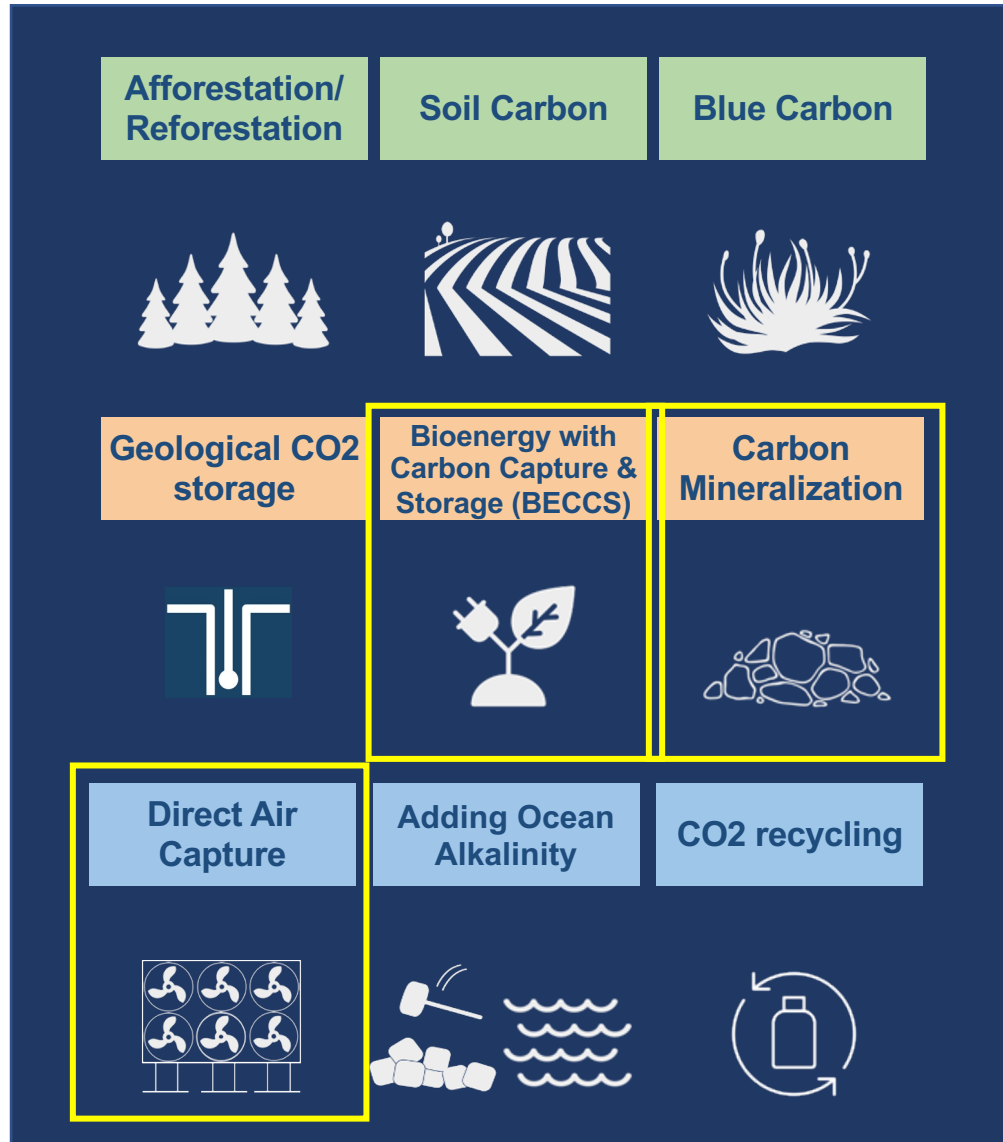 Afforestation/
Reforestation
Soil Carbon
Blue Carbon
Geological CO2
storage
Bioenergy with
Carbon Capture &
Storage (BECCS)
Carbon
Mineralization
Direct Air
Capture
Adding Ocean
Alkalinity
CO2 recycling